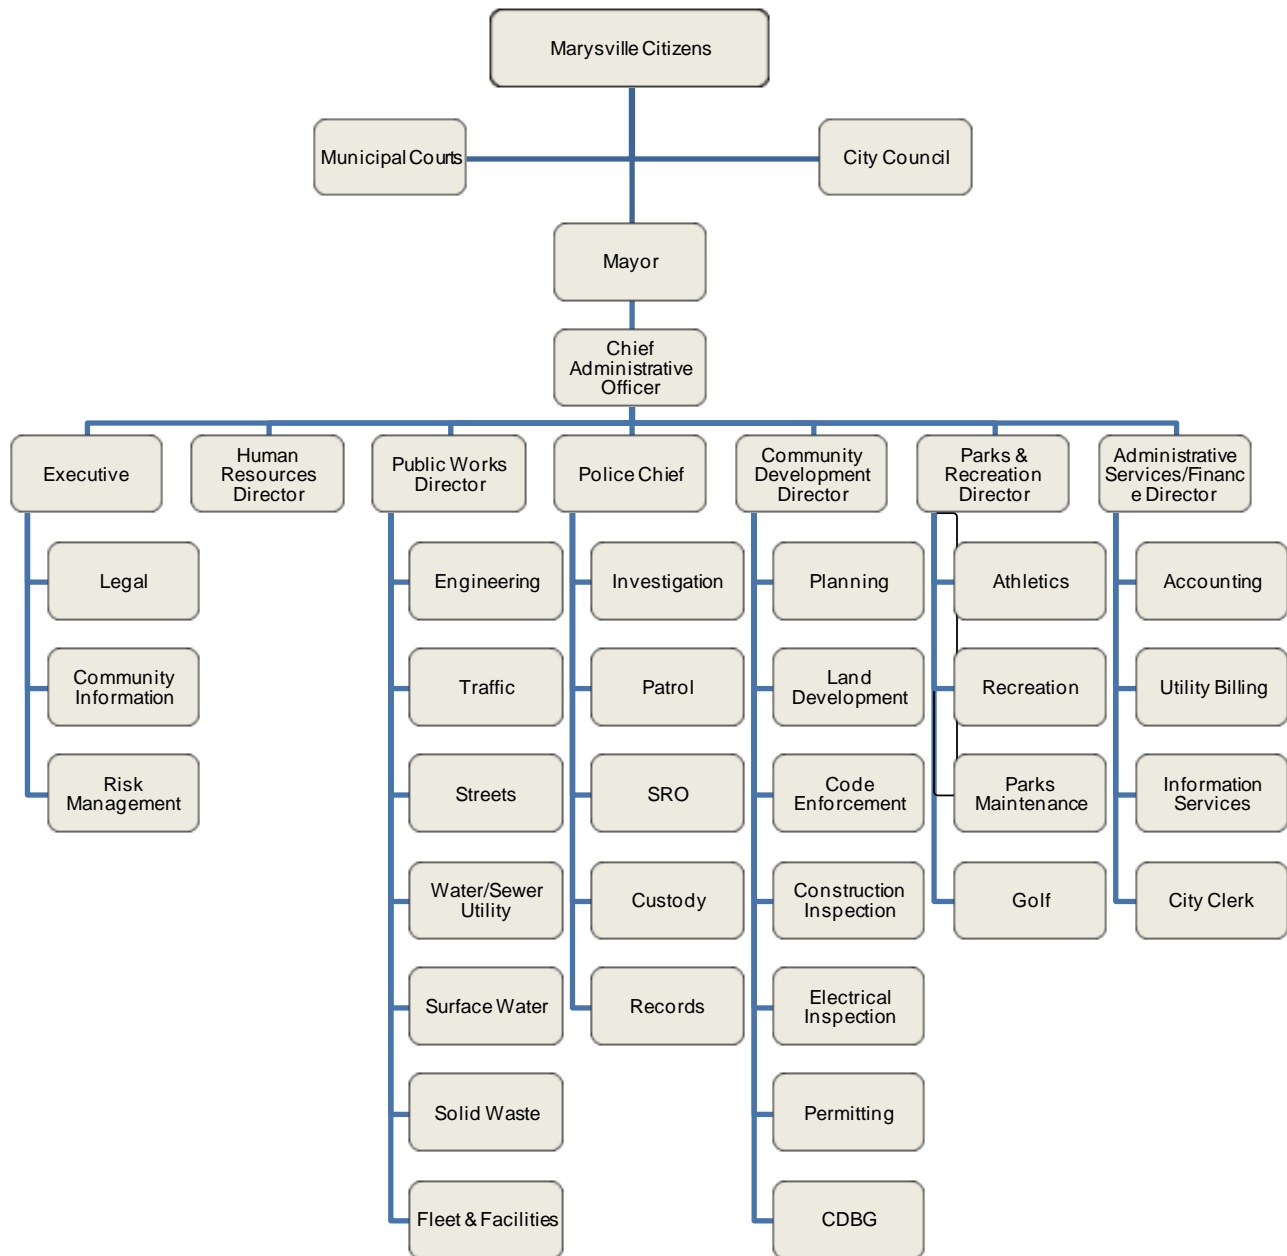 Marysville Citizens
Municipal Courts
City Council
Mayor
Chief
Administrative
Officer
Executive
Human
Resources
Director
Public Works
Director
Police Chief
Community
Development
Director
Parks &
Recreation
Director
Administrative
Services/Financ
e Director
Legal
Community
Information
Risk
Management
Engineering
Traffic
Streets
Water/Sewer
Utility
Surface Water
Solid Waste
Fleet & Facilities
Investigation
Patrol
SRO
Custody
Records
Planning
Land
Development
Code
Enforcement
Construction
Inspection
Electrical
Inspection
Permitting
CDBG
Athletics
Recreation
Parks
Maintenance
Golf
Accounting
Utility Billing
Information
Services
City Clerk